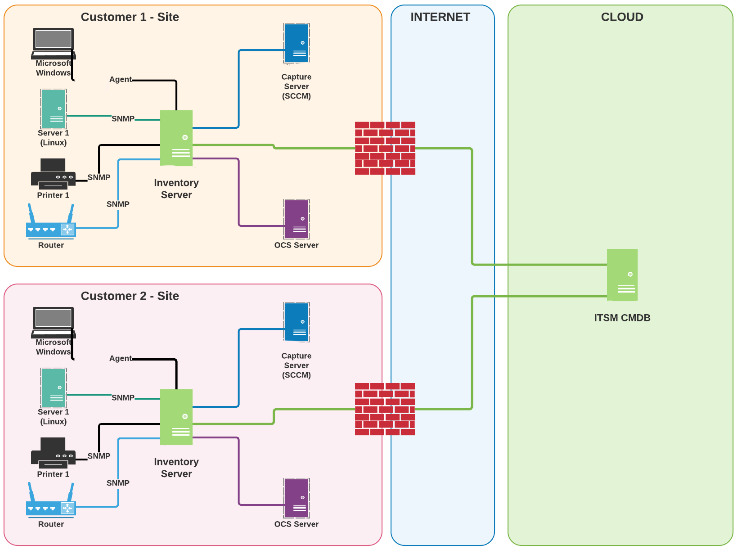 Customer 1 - Site
INTERNET
CLOUD
Microsoft
Windows
Agent
Capture
Server
(SCCM)
SNMP
Server 1
(Linux)
SNMP
Printer 1
Inventory
Server
SNMP
Router
OCS Server
ITSM CMDB
Customer 2 - Site
Microsoft
Windows
Agent
Capture
Server
(SCCM)
SNMP
Server 1
(Linux)
SNMP
Printer 1
Inventory
Server
SNMP
Router
OCS Server